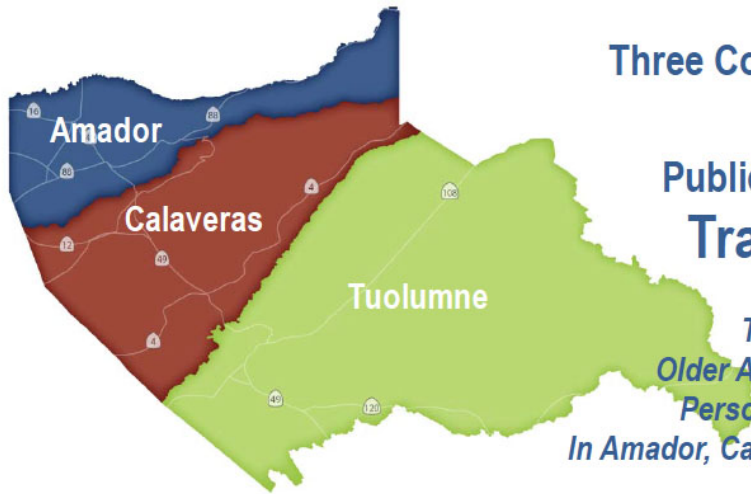 Three Co
Public
Tra
T
Older A
Perso
In Amador, Ca
Amador
Calaveras
Tuolumne
16
88
88
4
12
49
4
108
49
120